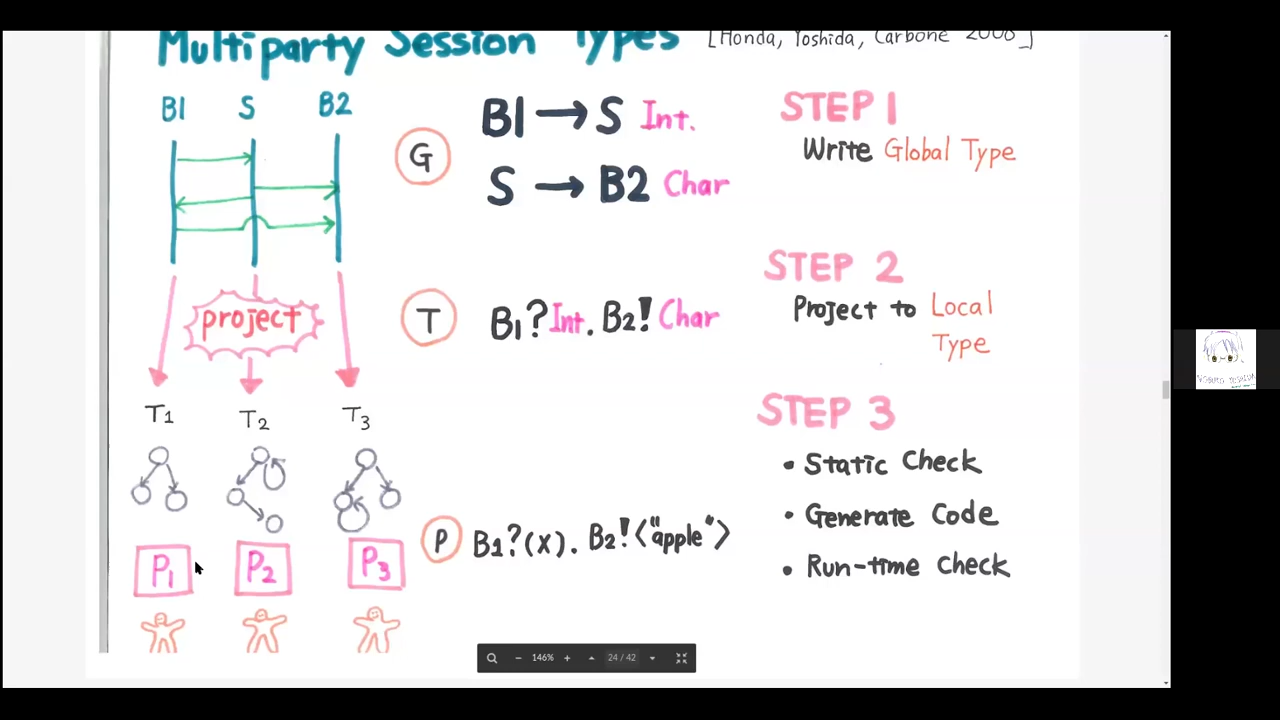 Multiparty Session Types [Honda, Yoshida, Carbone 2008]
B1 S B2
G
B1 → S Int.
S → B2 Char
STEP 1
Write Global Type
project
T
B1?Int. B2! Char
STEP 2
Project to Local
Type
T1 T2 T3
P1 P2 P3
P
B1?(x). B2!<"apple">
STEP 3
• Static Check
• Generate Code
• Run-time Check
146%
24 / 42